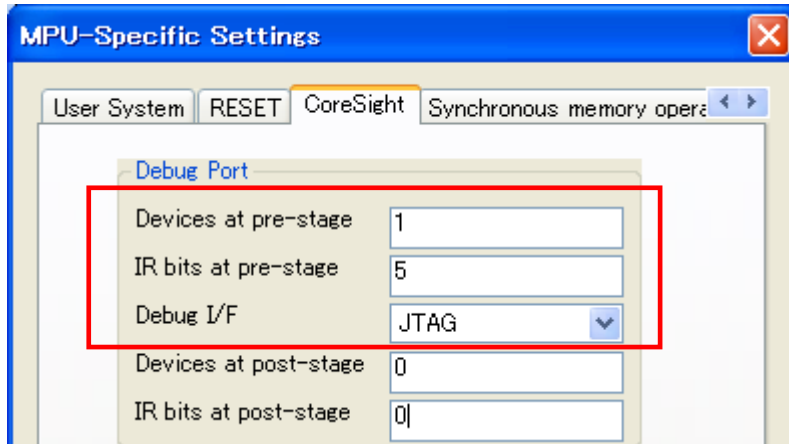 MPU-Specific Settings
User System RESET CoreSight Synchronous memory opera
Debug Port
Devices at pre-stage 1
IR bits at pre-stage 5
Debug I/F JTAG
Devices at post-stage 0
IR bits at post-stage 0